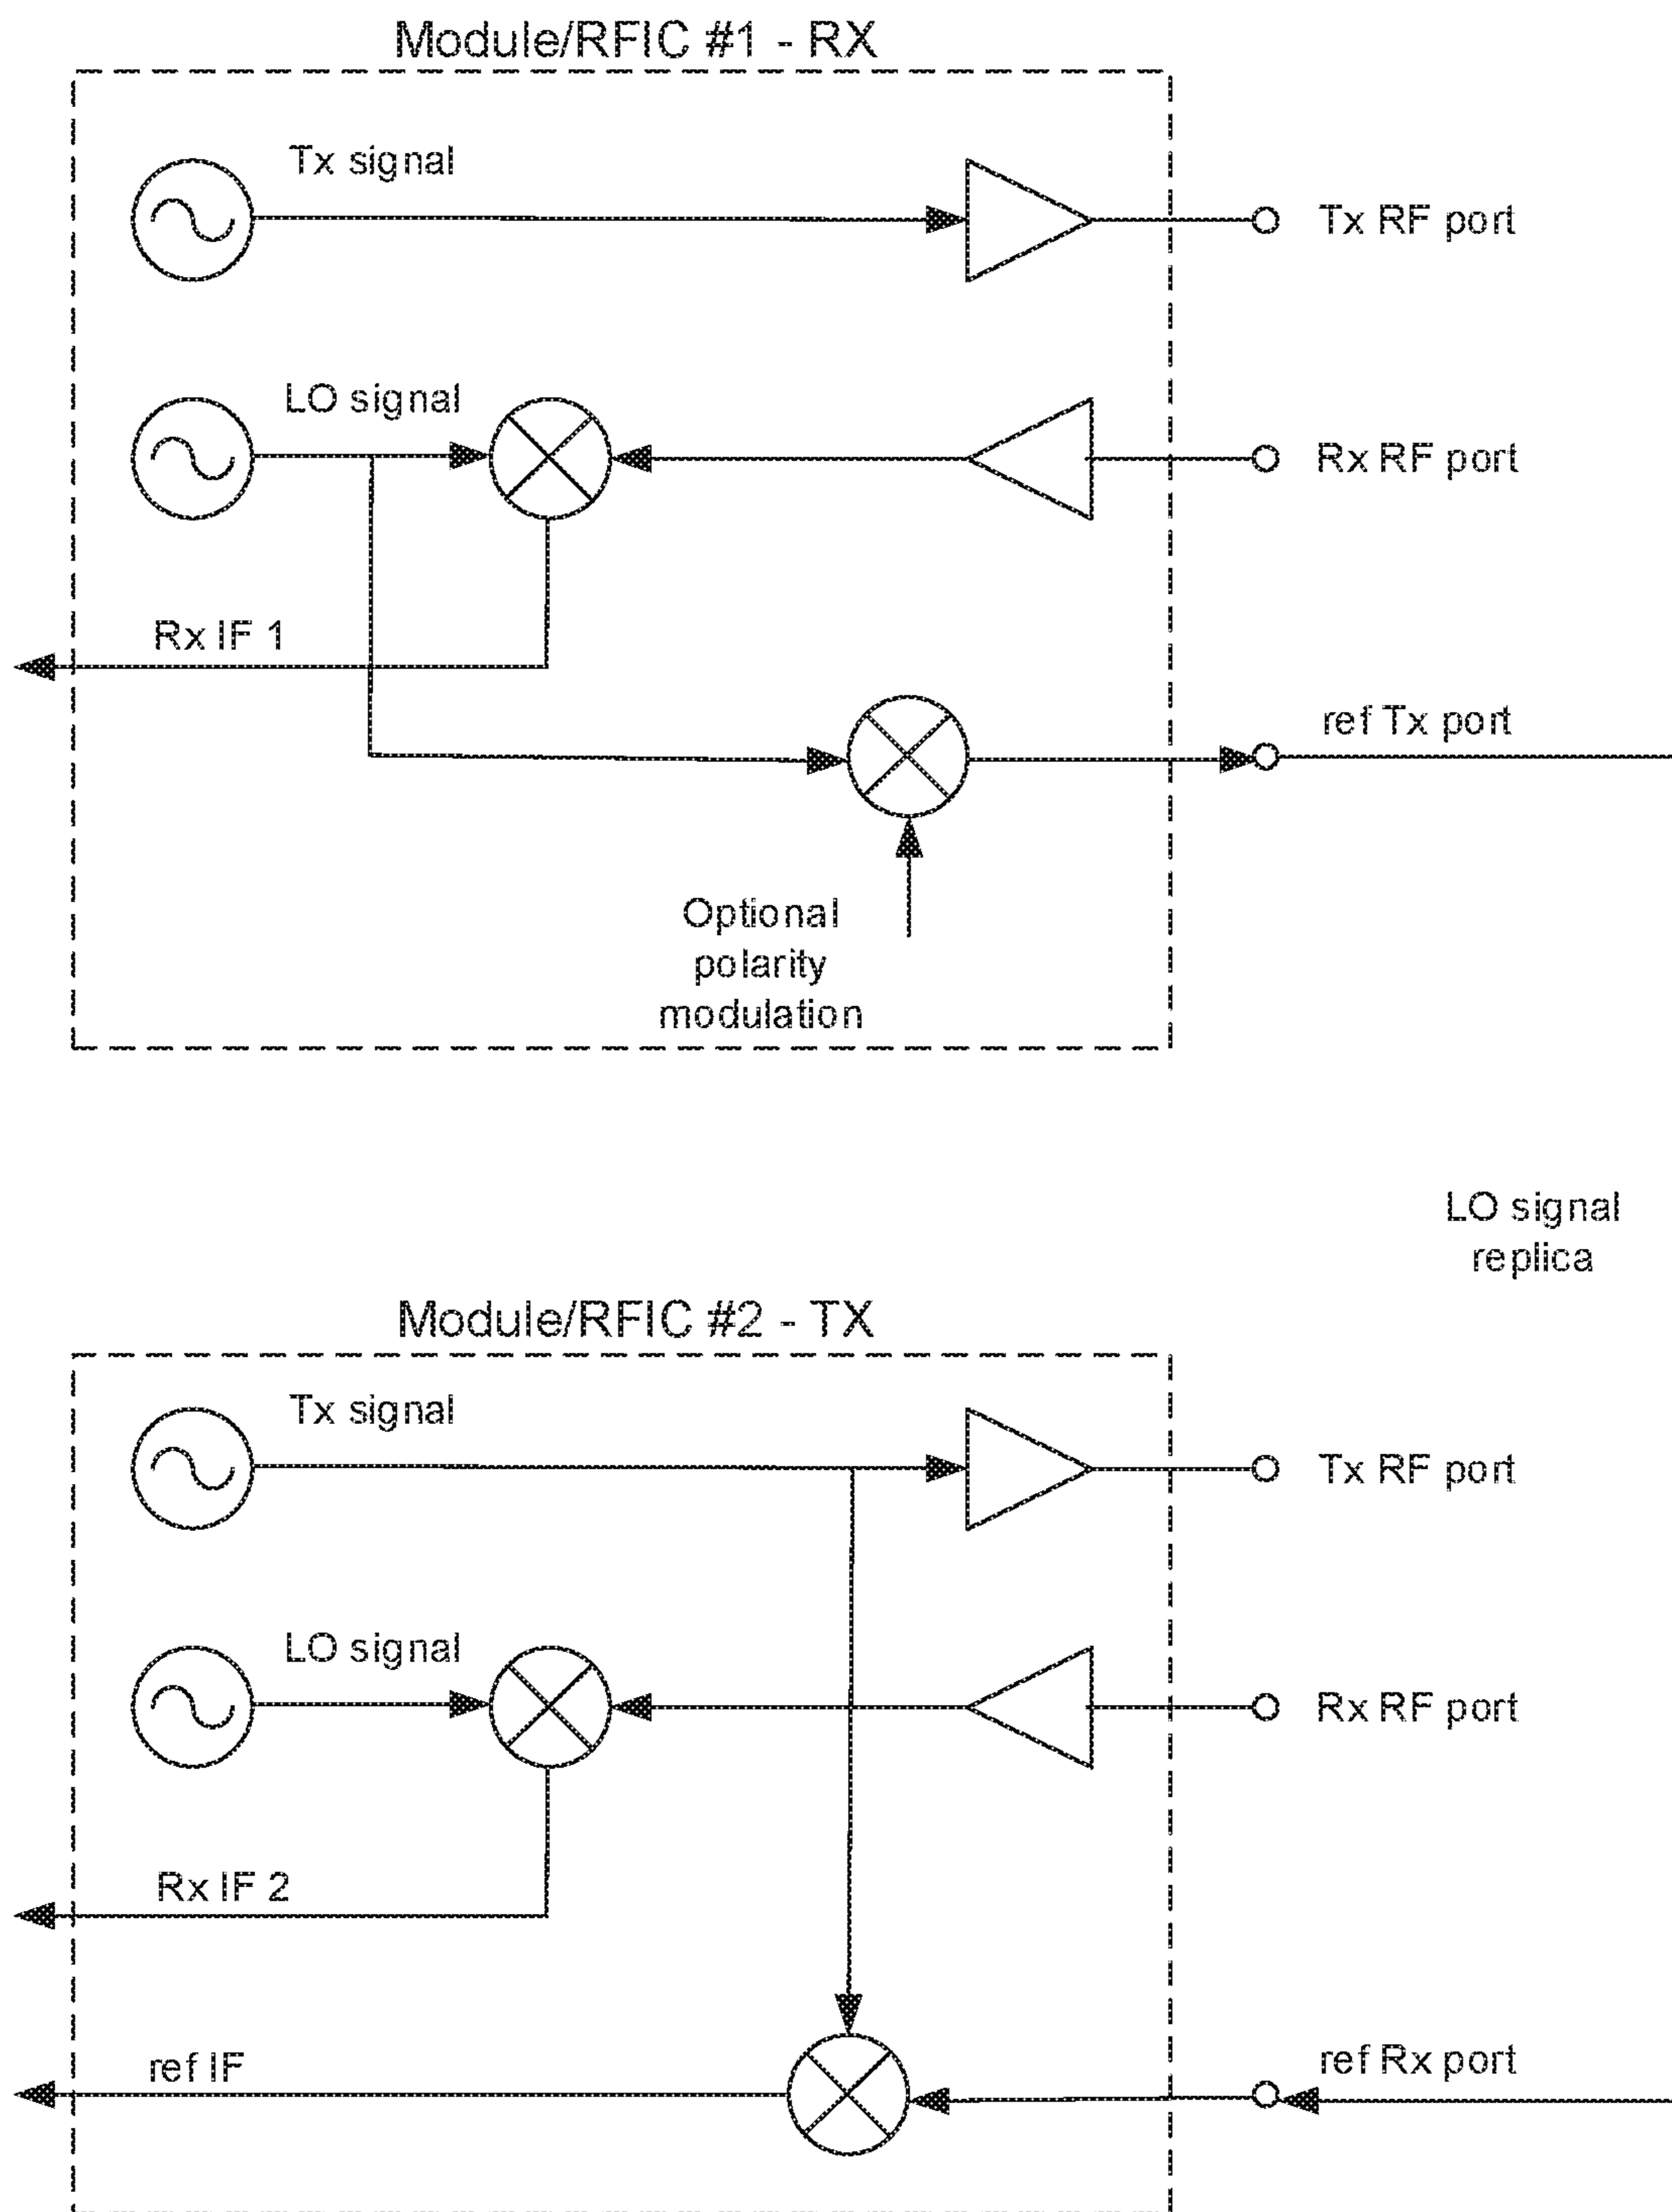 Module/RFIC #1 - RX
Tx signal
Tx RF port
LO signal
Rx RF port
Rx IF 1
ref Tx port
Optional
polarity
modulation
LO signal
replica
Module/RFIC #2 - TX
Tx signal
Tx RF port
LO signal
Rx RF port
Rx IF 2
ref IF
ref Rx port